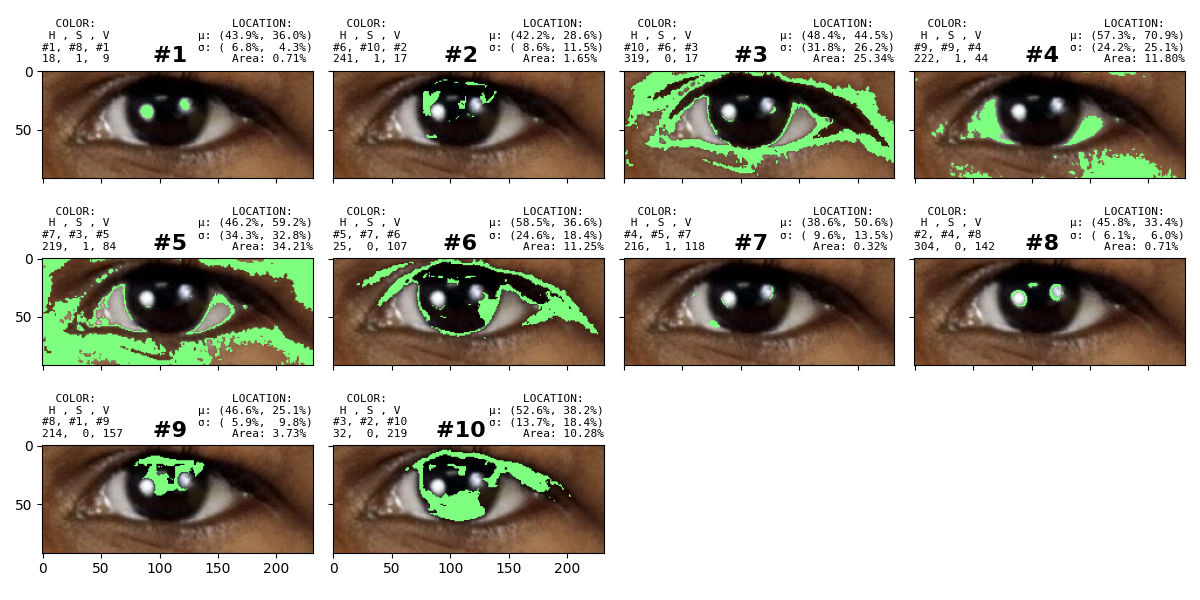 COLOR: LOCATION:
H , S , V μ: (43.9%, 36.0%)
#1, #8, #1 σ: ( 6.8%, 4.3%)
18, 1, 9 #1 Area: 0.71%
COLOR: LOCATION:
H , S , V μ: (42.2%, 28.6%)
#6, #10, #2 σ: ( 8.6%, 11.5%)
241, 1, 17 #2 Area: 1.65%
COLOR: LOCATION:
H , S , V μ: (48.4%, 44.5%)
#10, #6, #3 σ: (31.8%, 26.2%)
319, 0, 17 #3 Area: 25.34%
COLOR: LOCATION:
H , S , V μ: (57.3%, 70.9%)
#9, #9, #4 σ: (24.2%, 25.1%)
222, 1, 44 #4 Area: 11.80%
0
50
COLOR: LOCATION:
H , S , V μ: (46.2%, 59.2%)
#7, #3, #5 σ: (34.3%, 32.8%)
219, 1, 84 #5 Area: 34.21%
COLOR: LOCATION:
H , S , V μ: (58.5%, 36.6%)
#5, #7, #6 σ: (24.6%, 18.4%)
25, 0, 107 #6 Area: 11.25%
COLOR: LOCATION:
H , S , V μ: (38.6%, 50.6%)
#4, #5, #7 σ: ( 9.6%, 13.5%)
216, 1, 118 #7 Area: 0.32%
COLOR: LOCATION:
H , S , V μ: (45.8%, 33.4%)
#2, #4, #8 σ: ( 6.1%, 6.0%)
304, 0, 142 #8 Area: 0.71%
0
50
COLOR: LOCATION:
H , S , V μ: (46.6%, 25.1%)
#8, #1, #9 σ: ( 5.9%, 9.8%)
214, 0, 157 #9 Area: 3.73%
COLOR: LOCATION:
H , S , V μ: (52.6%, 38.2%)
#3, #2, #10 σ: (13.7%, 18.4%)
32, 0, 219 #10 Area: 10.28%
0
50
0 50 100 150 200
0 50 100 150 200